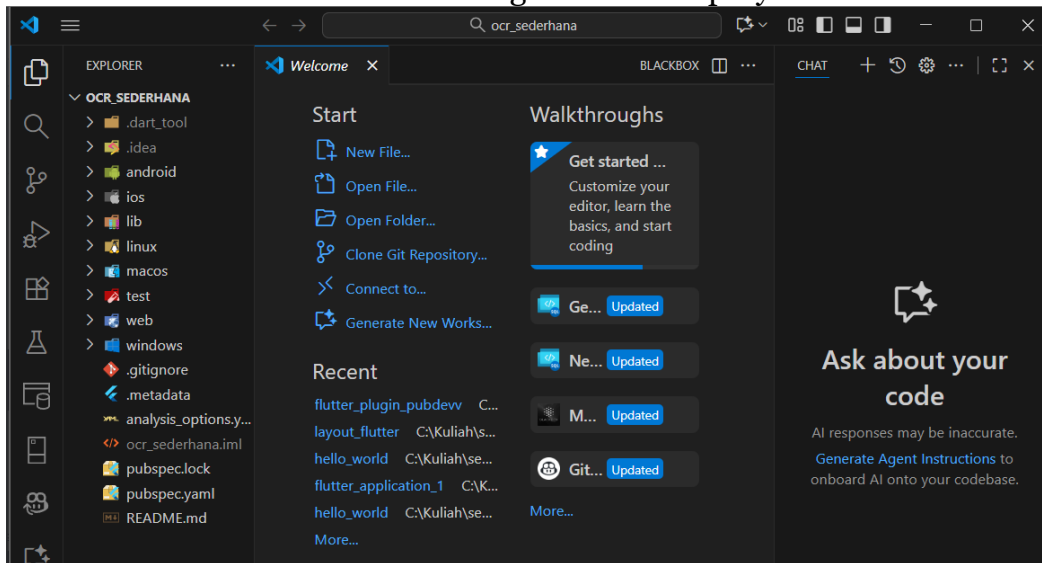 ocr_sederhana
EXPLORER
OCR_SEDERHANA
.dart_tool
.idea
android
ios
lib
linux
macos
test
web
windows
.gitignore
.metadata
analysis_options.y...
ocr_sederhana.iml
pubspec.lock
pubspec.yaml
README.md
Welcome
BLACKBOX
Start
New File...
Open File...
Open Folder...
Clone Git Repository...
Connect to...
Generate New Works...
Recent
flutter_plugin_pubdevv C...
layout_flutter C:\Kuliah\s...
hello_world C:\Kuliah\se...
flutter_application_1 C:\K...
hello_world C:\Kuliah\se...
More...
Walkthroughs
Get started ...
Customize your
editor, learn the
basics, and start
coding
Ge... Updated
Ne... Updated
M... Updated
Git... Updated
More...
CHAT
Ask about your
code
AI responses may be inaccurate.
Generate Agent Instructions to
onboard AI onto your codebase.